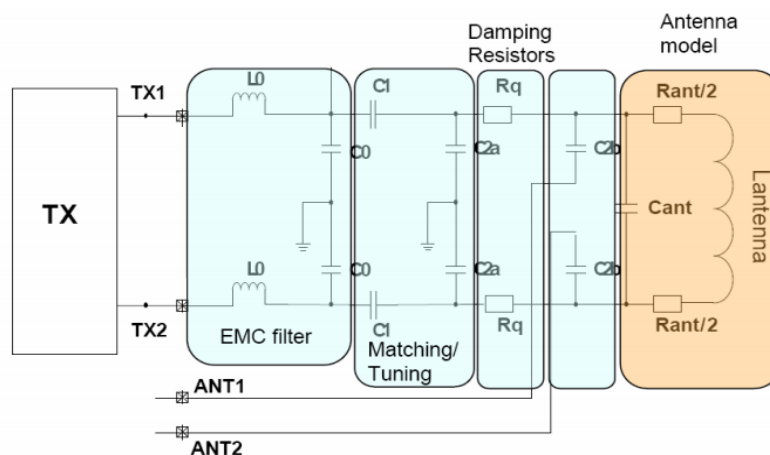 Damping
Resistors
Antenna
model
L0
C1
Rq
Rant/2
TX1
C0
C2a
C2b
TX
Cant
Lantenna
L0
C0
C2a
C2b
TX2
C1
Rq
Rant/2
EMC filter
Matching/
Tuning
ANT1
ANT2